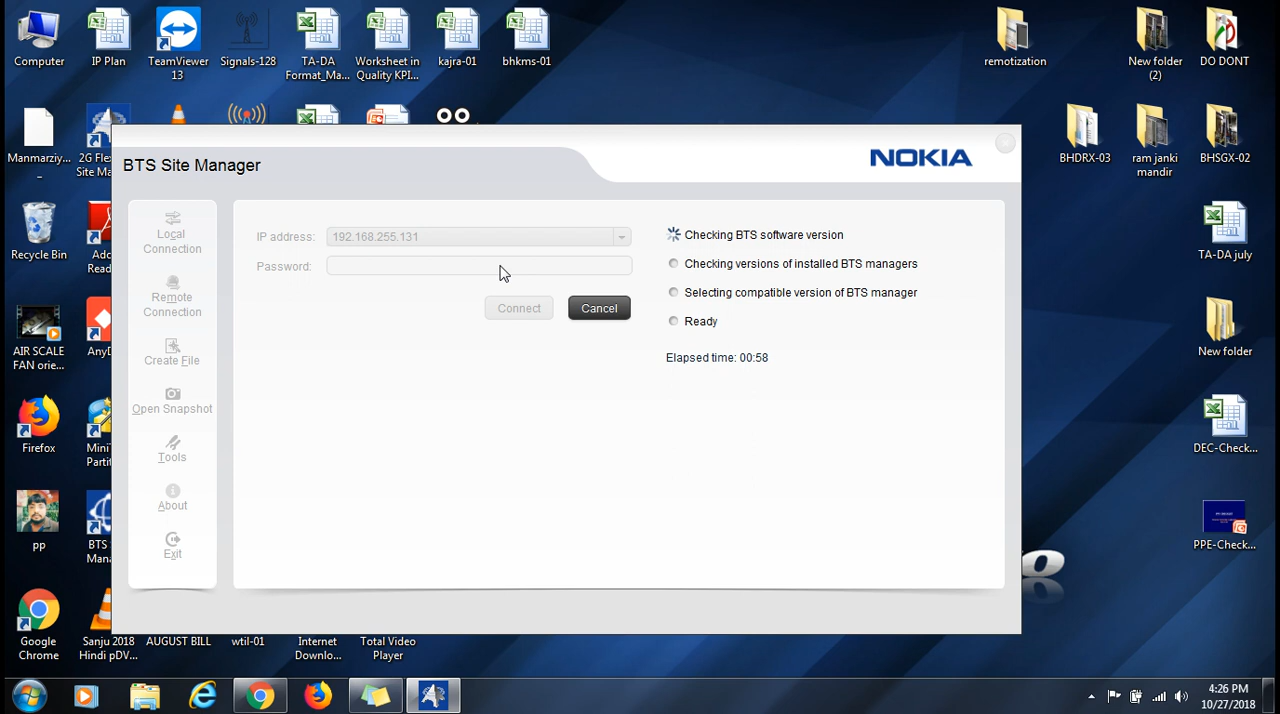 Computer
IP Plan
TeamViewer
13
Signals-128
TA-DA
Format_Ma...
Worksheet in
Quality KPI...
kajra-01
bhkms-01
remotization
New folder
(2)
DO DONT
Manmarziy...
2G Flex
Site Ma
BHDRX-03
ram janki
mandir
BHSGX-02
BTS Site Manager
NOKIA
Recycle Bin
Ado
Read
TA-DA july
Local
Connection
Remote
Connection
Create File
Open Snapshot
Tools
About
Exit
IP address:
192.168.255.131
Password:
Connect
Cancel
Checking BTS software version
Checking versions of installed BTS managers
Selecting compatible version of BTS manager
Ready
Elapsed time: 00:58
AIR SCALE
FAN orie...
AnyD
New folder
Firefox
Mini
Parti
DEC-Check...
pp
BTS
Mana
PPE-Check...
Google
Chrome
Sanju 2018
Hindi pDV...
AUGUST BILL
wtil-01
Internet
Downlo...
Total Video
Player
4:26 PM
10/27/2018